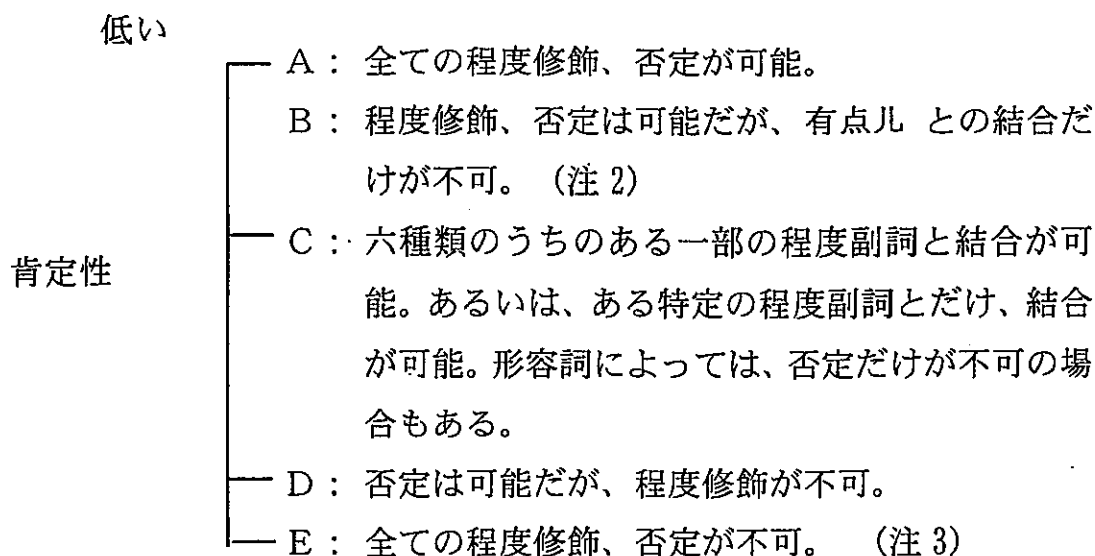 低い
A： 全ての程度修飾、否定が可能。
B： 程度修飾、否定は可能だが、有点儿 との結合だ
けが不可。（注 2）
C： 六種類のうちのある一部の程度副詞と結合が可
能。あるいは、ある特定の程度副詞とだけ、結合
肯定性
が可能。形容詞によっては、否定だけが不可の場
合もある。
D： 否定は可能だが、程度修飾が不可。
E： 全ての程度修飾、否定が不可。 （注 3）